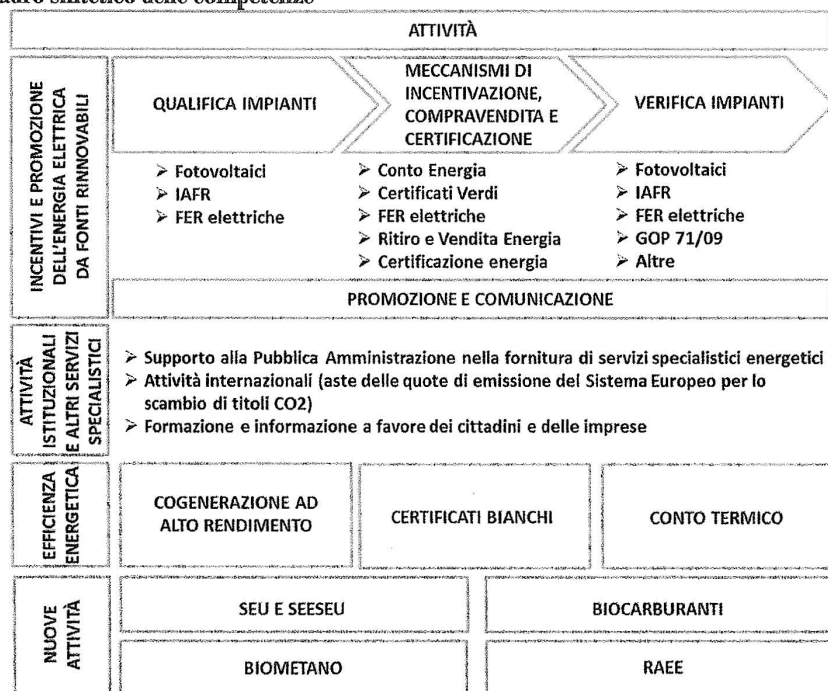 quadro sintetico delle competenze
ATTIVITÀ
INCENTIVI E PROMOZIONE
DELL'ENERGIA ELETTRICA
DA FONTI RINNOVABILI
QUALIFICA IMPIANTI
MECCANISMI DI
INCENTIVAZIONE,
COMPRAVENDITA E
CERTIFICAZIONE
VERIFICA IMPIANTI
➢ Fotovoltaici
➢ IAFR
➢ FER elettriche
➢ Conto Energia
➢ Certificati Verdi
➢ FER elettriche
➢ Ritiro e Vendita Energia
➢ Certificazione energia
➢ Fotovoltaici
➢ IAFR
➢ FER elettriche
➢ GOP 71/09
➢ Altre
PROMOZIONE E COMUNICAZIONE
ATTIVITÀ
ISTITUZIONALI
E ALTRI SERVIZI
SPECIALISTICI
➢ Supporto alla Pubblica Amministrazione nella fornitura di servizi specialistici energetici
➢ Attività internazionali (aste delle quote di emissione del Sistema Europeo per lo
scambio di titoli CO2)
➢ Formazione e informazione a favore dei cittadini e delle imprese
EFFICIENZA
ENERGETICA
COGENERAZIONE AD
ALTO RENDIMENTO
CERTIFICATI BIANCHI
CONTO TERMICO
NUOVE
ATTIVITÀ
SEU E SEESEU
BIOCARBURANTI
BIOMETANO
RAEE